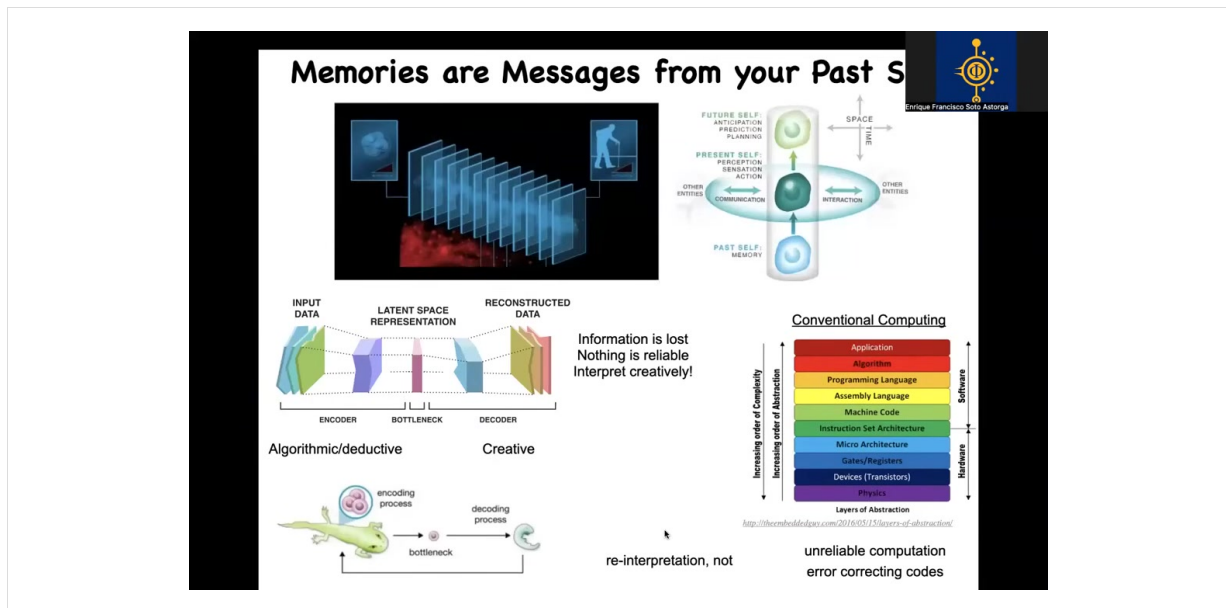 Memories are Messages from your Past S
Enrique Francisco Soto Astorga
FUTURE SELF:
ANTICIPATION
PREDICTION
PLANNING
SPACE
TIME
PRESENT SELF:
PERCEPTION
SENSATION
ACTION
OTHER
ENTITIES
COMMUNICATION
INTERACTION
OTHER
ENTITIES
PAST SELF:
MEMORY
INPUT
DATA
LATENT SPACE
REPRESENTATION
RECONSTRUCTED
DATA
ENCODER
BOTTLENECK
DECODER
Algorithmic/deductive
Creative
Information is lost
Nothing is reliable
Interpret creatively!
Conventional Computing
Increasing order of Complexity
Increasing order of Abstraction
Application
Algorithm
Programming Language
Assembly Language
Machine Code
Instruction Set Architecture
Micro Architecture
Gates/Registers
Devices (Transistors)
Physics
Software
Hardware
Layers of Abstraction
http://theembeddedguy.com/2016/05/15/layers-of-abstraction/
encoding
process
bottleneck
decoding
process
re-interpretation, not
unreliable computation
error correcting codes